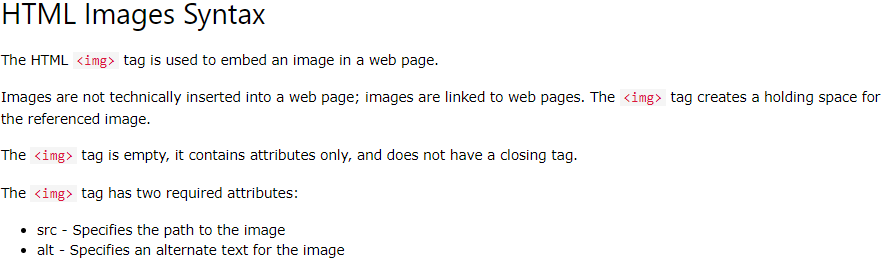 HTML Images Syntax
The HTML <img> tag is used to embed an image in a web page.
Images are not technically inserted into a web page; images are linked to web pages. The <img> tag creates a holding space for
the referenced image.
The <img> tag is empty, it contains attributes only, and does not have a closing tag.
The <img> tag has two required attributes:
• src - Specifies the path to the image
• alt - Specifies an alternate text for the image